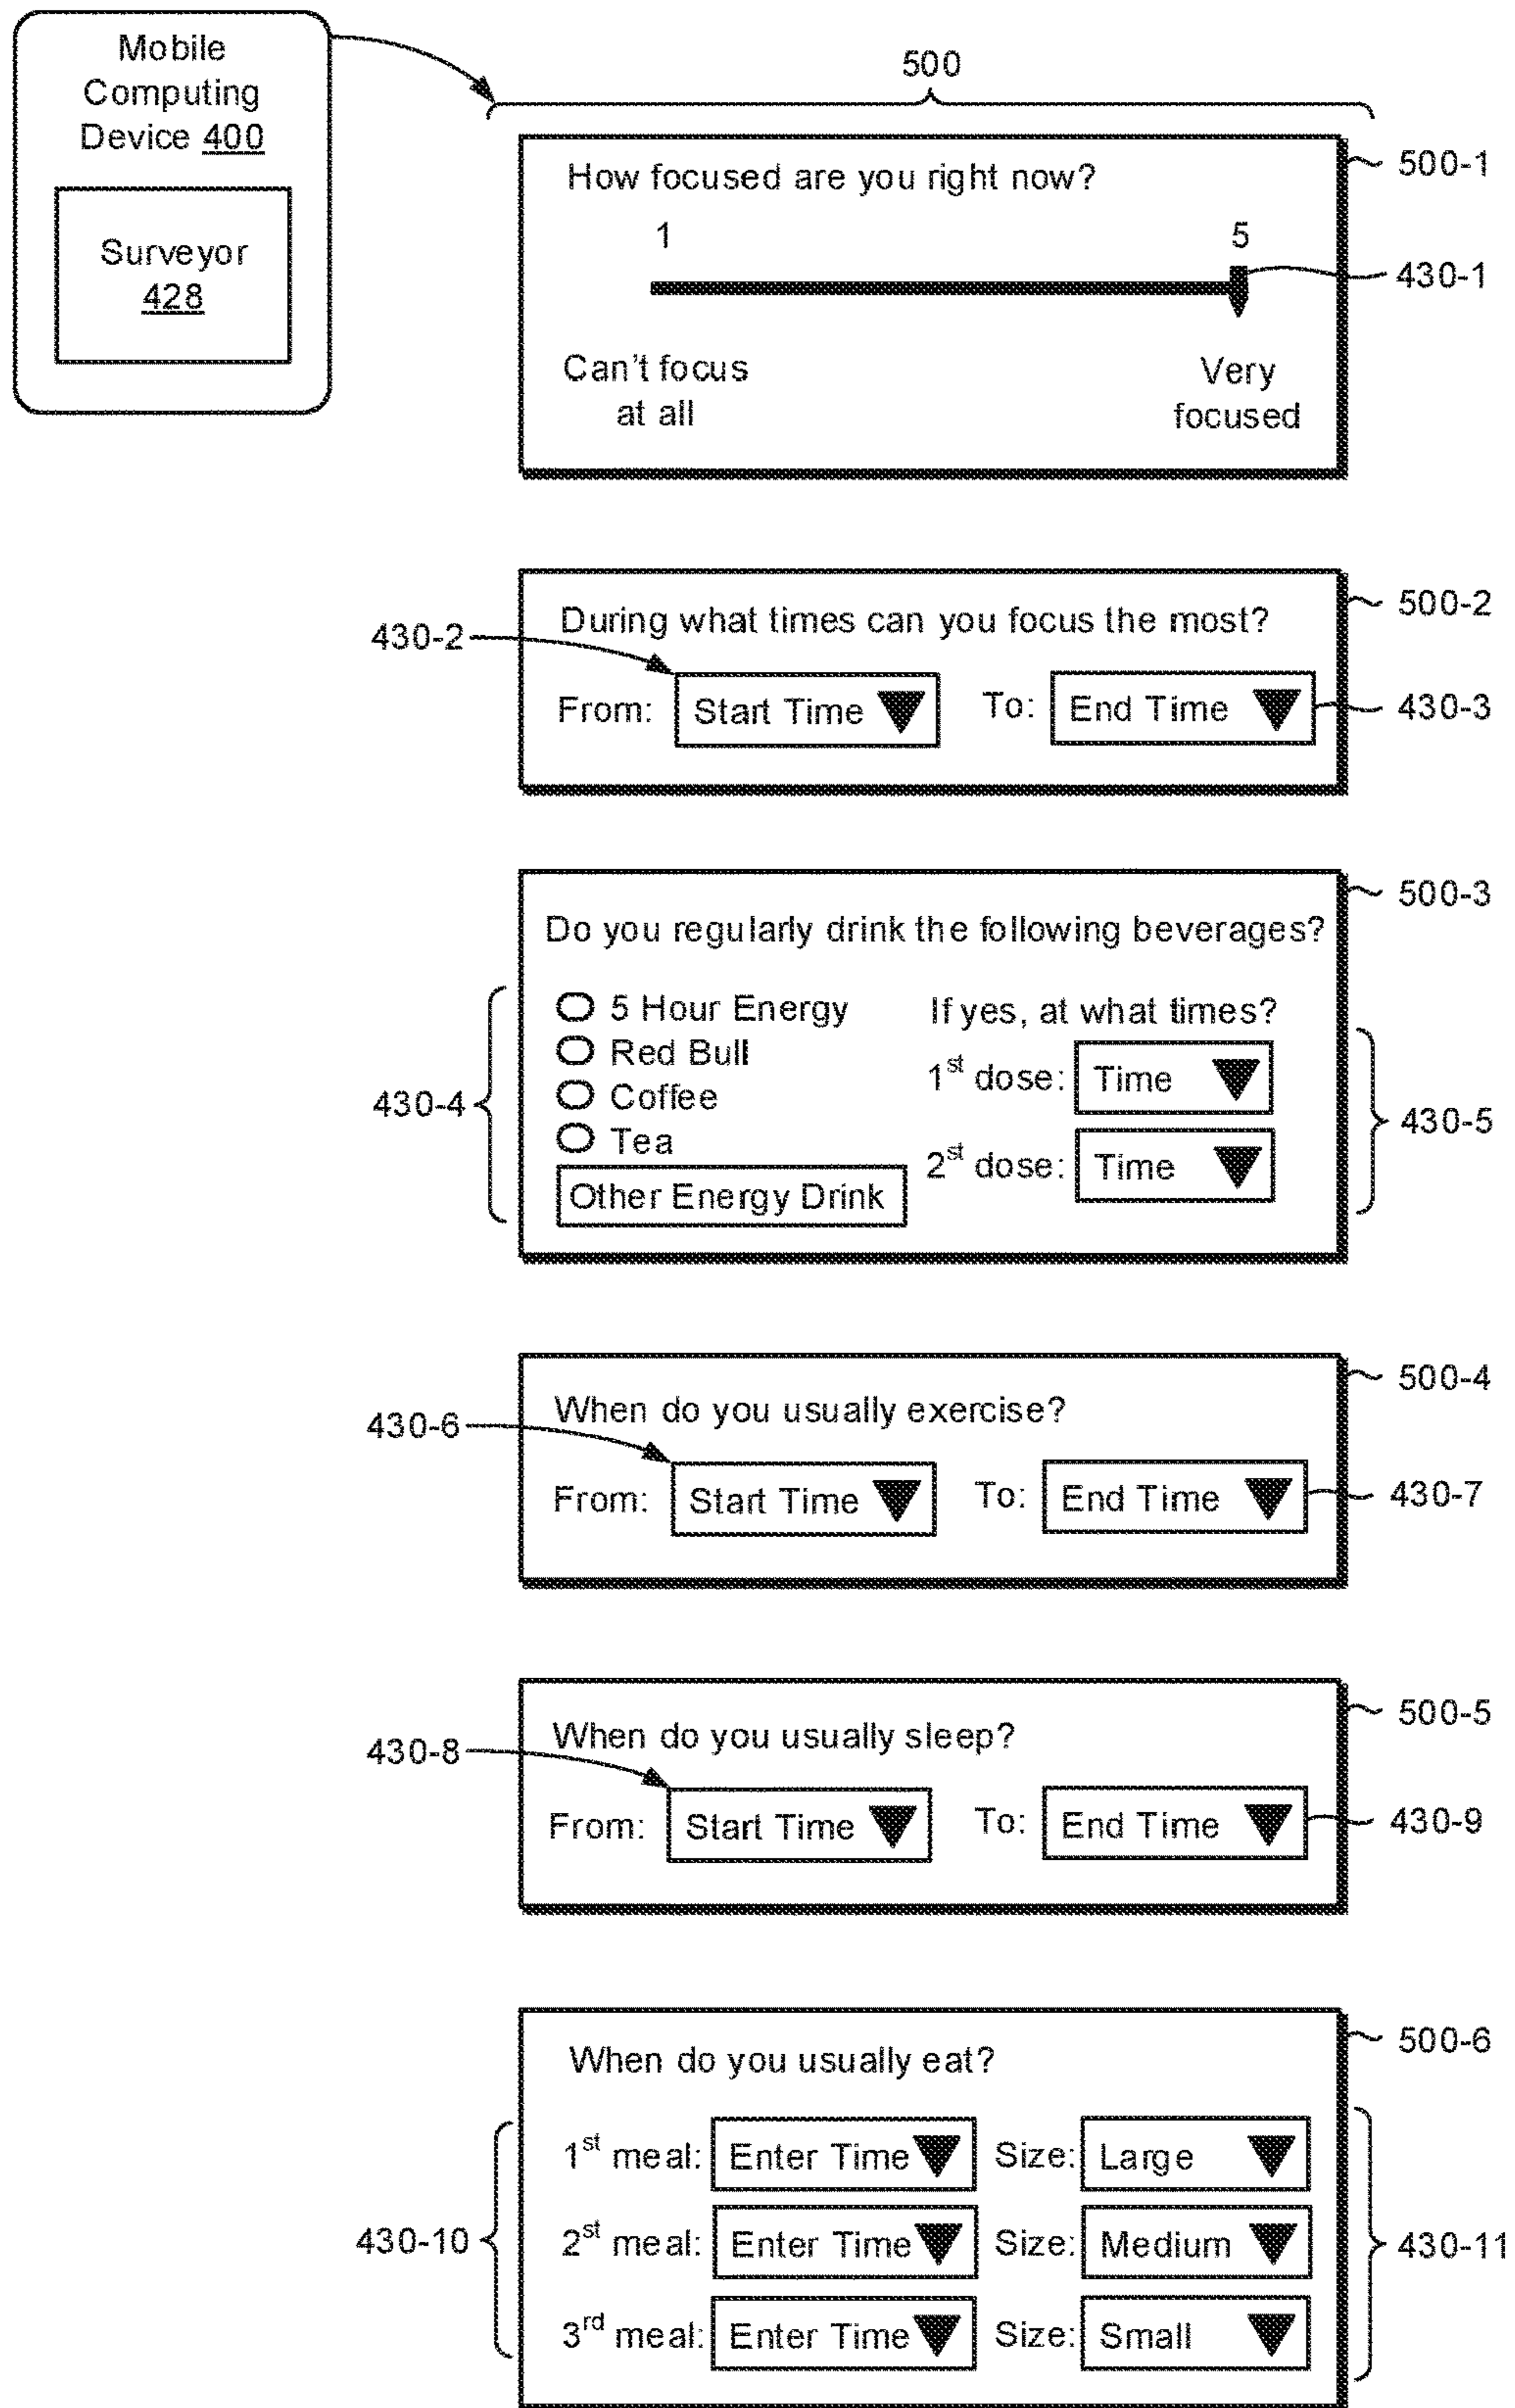 Mobile
Computing
Device 400
Surveyor
428
500
500-1
How focused are you right now?
1 5
430-1
Can't focus
at all
Very
focused
500-2
During what times can you focus the most?
430-2
From: Start Time To: End Time
430-3
500-3
Do you regularly drink the following beverages?
430-4
5 Hour Energy
Red Bull
Coffee
Tea
Other Energy Drink
If yes, at what times?
1st dose: Time
2st dose: Time
430-5
500-4
When do you usually exercise?
430-6
From: Start Time To: End Time
430-7
500-5
When do you usually sleep?
430-8
From: Start Time To: End Time
430-9
500-6
When do you usually eat?
430-10
1st meal: Enter Time Size: Large
2st meal: Enter Time Size: Medium
3rd meal: Enter Time Size: Small
430-11